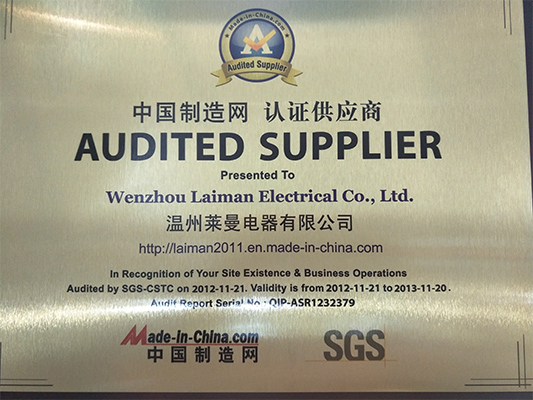 Made-in-China.com
Audited Supplier
中国制造网 认证供应商
AUDITED SUPPLIER
Presented To
Wenzhou Laiman Electrical Co., Ltd.
温州莱曼电器有限公司
http://laiman2011.en.made-in-china.com
In Recognition of Your Site Existence & Business Operations
Audited by SGS-CSTC on 2012-11-21. Validity is from 2012-11-21 to 2013-11-20.
Audit Report Serial No : QIP-ASR1232379
Made-in-China.com
中国制造网
SGS